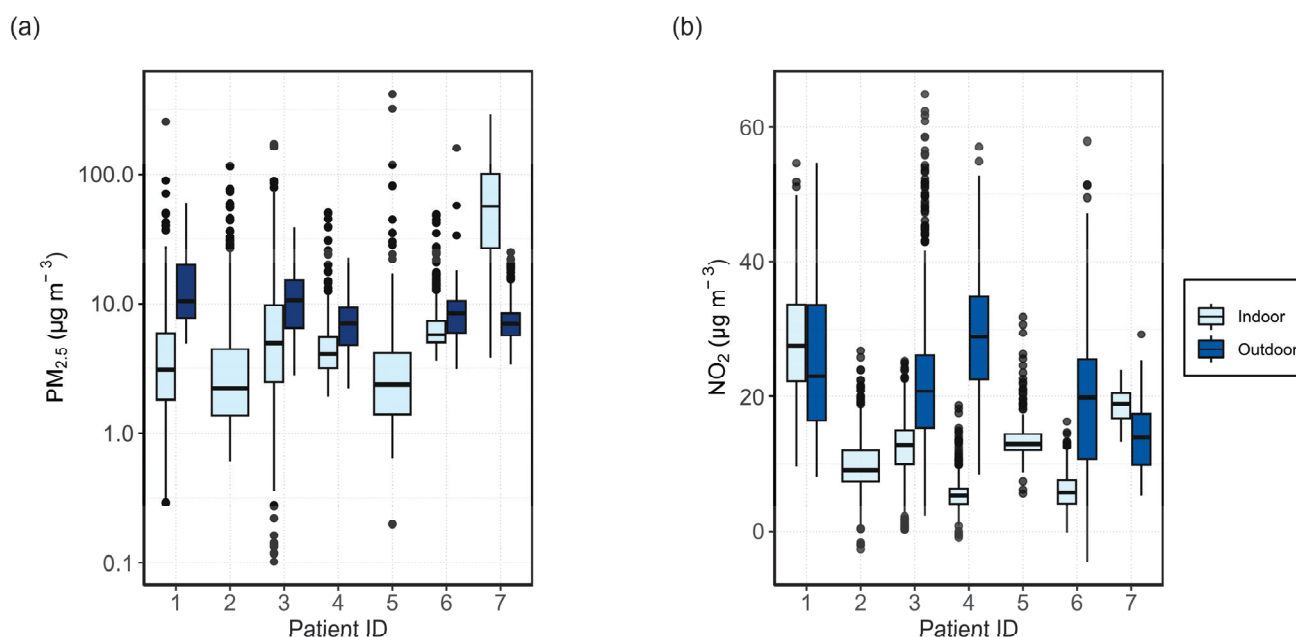 (a)
(b)
PM2.5 (µg m−3)
100.0
10.0
1.0
0.1
1 2 3 4 5 6 7
Patient ID
NO2 (µg m−3)
60
40
20
0
1 2 3 4 5 6 7
Patient ID
Indoor
Outdoor